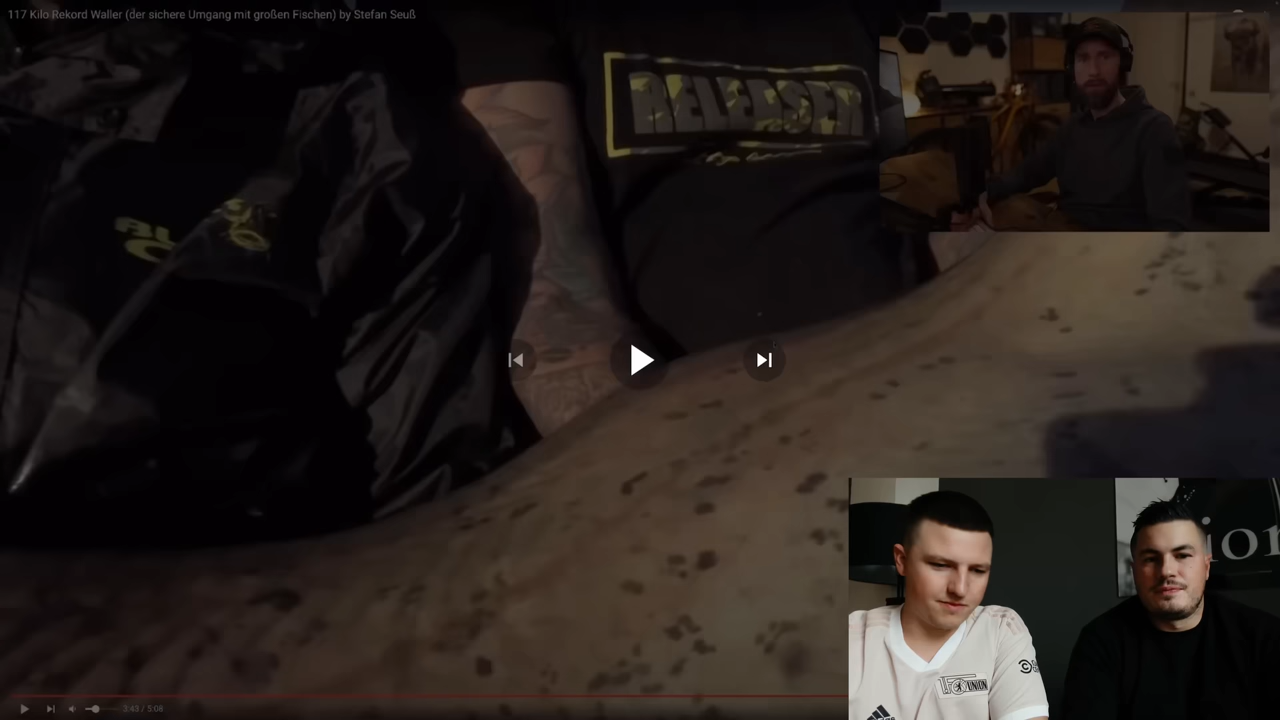 117 Kilo Rekord Waller (der sichere Umgang mit großen Fischen) by Stefan Seuß
RELEASER
ion
UNION
3:43 / 5:08